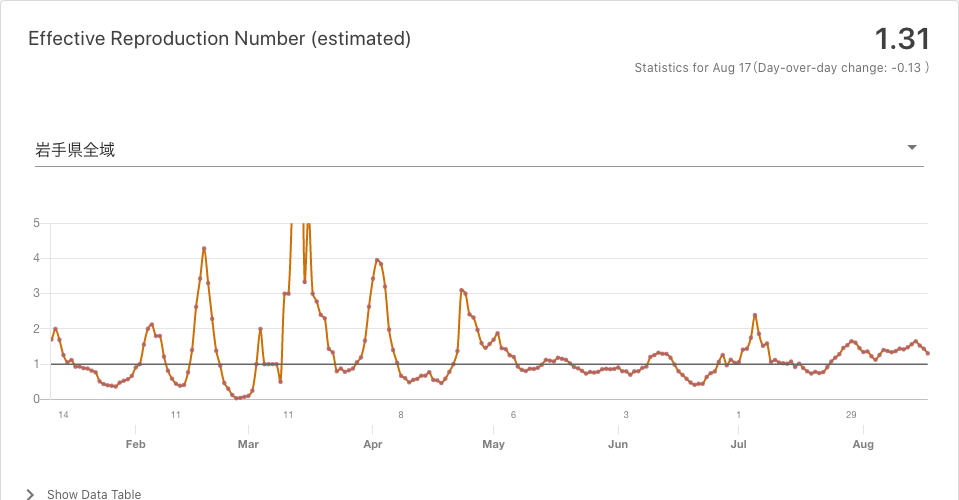 Effective Reproduction Number (estimated)
1.31
Statistics for Aug 17(Day-over-day change: -0.13 )
岩手県全域
5
4
3
2
1
0
14 11 11 8 6 3 1 29
Feb Mar Apr May Jun Jul Aug
Show Data Table